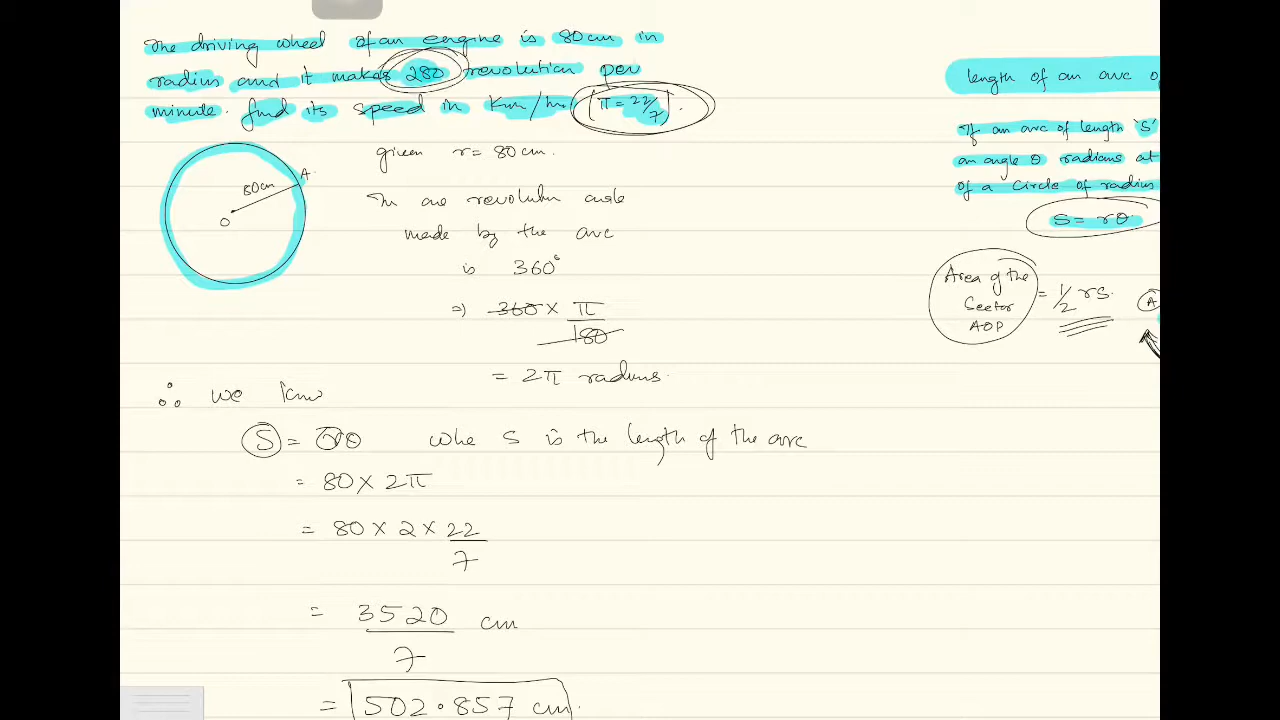 The driving wheel of an engine is 80cm in
radius and it makes 280 revolution per
minute. find its speed in Km/hr [π = 22/7].
given r = 80 cm.
80cm
A
O
In one revolution angle
made by the arc
is 360°
⇒ 360 × π/180
= 2π radians.
∴ we know
S = rθ whe S is the length of the arc
= 80 × 2π
= 80 × 2 × 22/7
= 3520/7 cm
= 502.857 cm.
length of an arc o
If an arc of length 'S'
an angle θ radians at
of a Circle of radius
S = rθ
Area of the
Sector
AOP
= 1/2 rs.
A